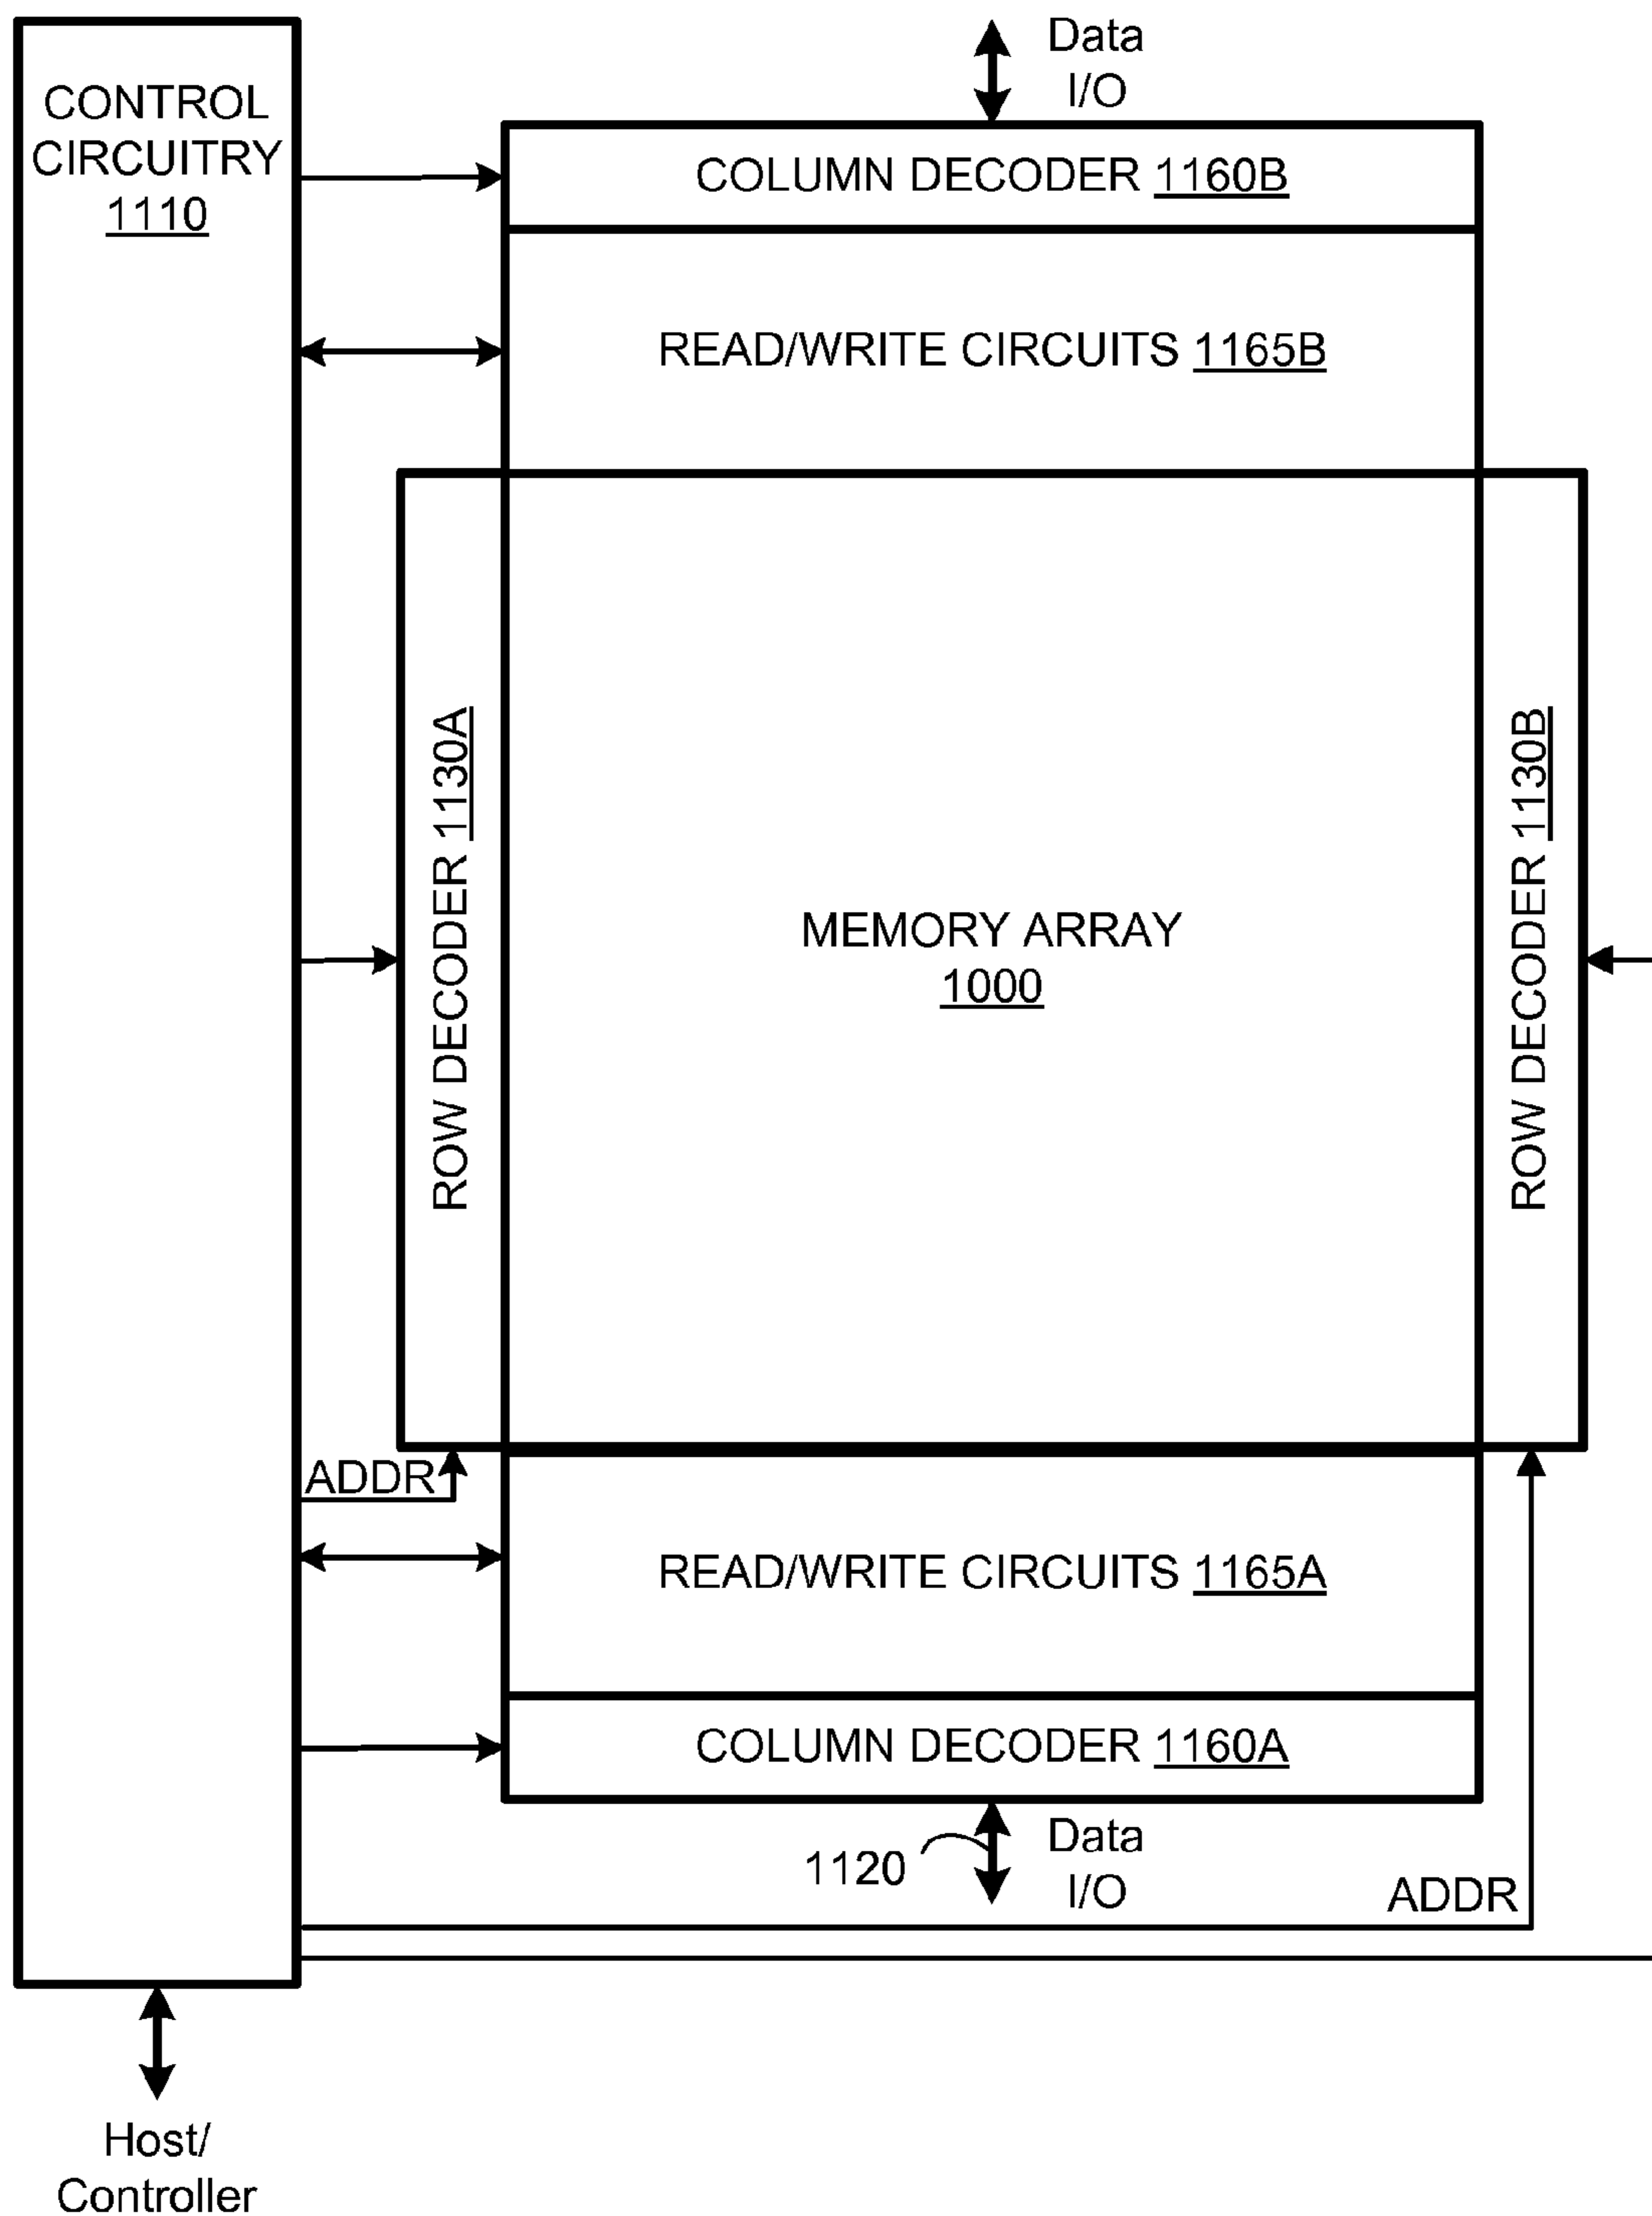 Data
I/O
CONTROL
CIRCUITRY
1110
COLUMN DECODER 1160B
READ/WRITE CIRCUITS 1165B
ROW DECODER 1130A
MEMORY ARRAY
1000
ROW DECODER 1130B
ADDR
READ/WRITE CIRCUITS 1165A
COLUMN DECODER 1160A
1120
Data
I/O
ADDR
Host/
Controller